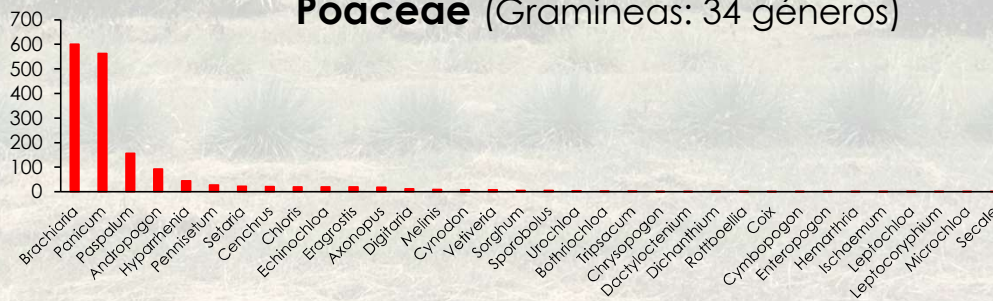 Poaceae (Gramineas: 34 géneros)
700
600
500
400
300
200
100
0
Brachiaria
Panicum
Paspalum
Andropogon
Hyparrhenia
Pennisetum
Setaria
Cenchrus
Chloris
Echinochloa
Eragrostis
Axonopus
Digitaria
Melinis
Cynodon
Vetiveria
Sorghum
Sporobolus
Urochloa
Bothriochloa
Tripsacum
Chrysopogon
Dactyloctenium
Dichanthium
Rottboellia
Coix
Cymbopogon
Enteropogon
Hemarthria
Ischaemum
Leptochloa
Leptocoryphium
Microchloa
Secale